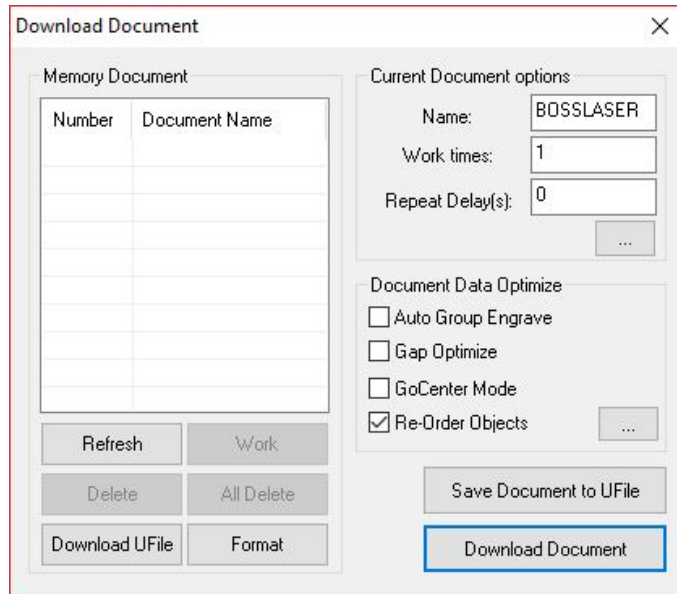 Download Document
Memory Document
Number Document Name
Refresh Work
Delete All Delete
Download UFile Format
Current Document options
Name: BOSSLASER
Work times: 1
Repeat Delay(s): 0
...
Document Data Optimize
Auto Group Engrave
Gap Optimize
GoCenter Mode
Re-Order Objects ...
Save Document to UFile
Download Document